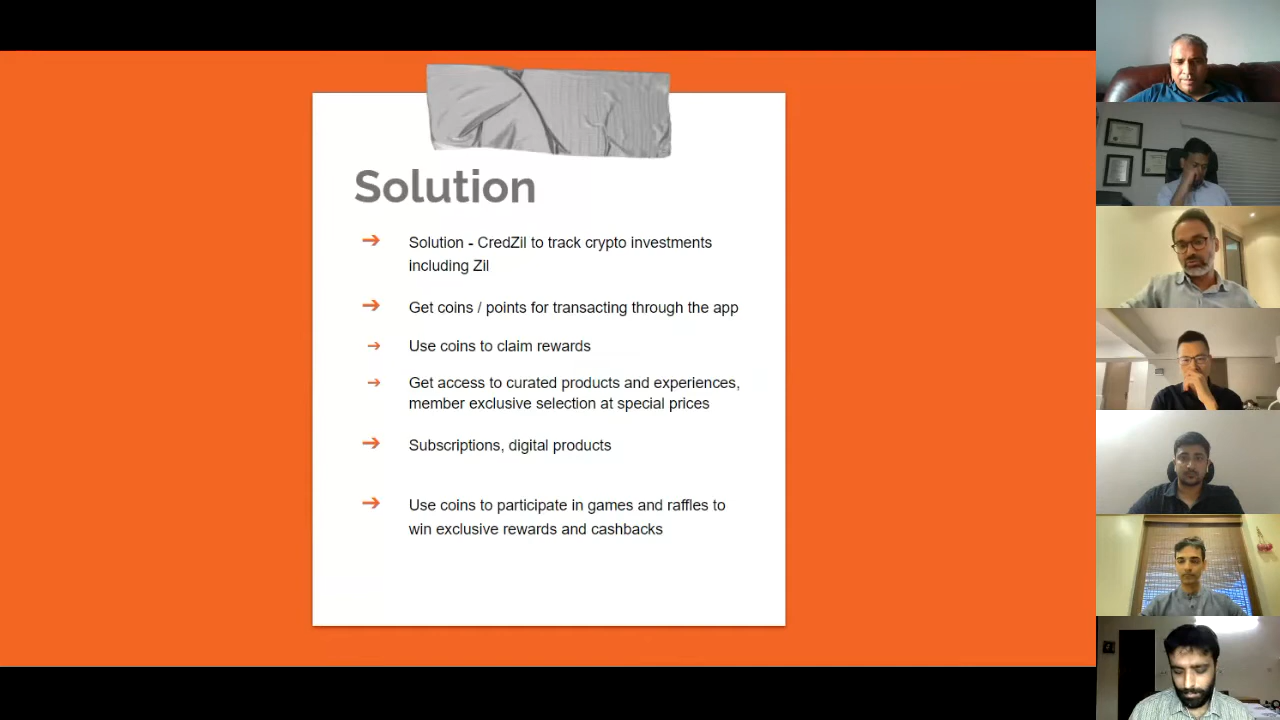 Solution
Solution - CredZil to track crypto investments
including Zil
Get coins / points for transacting through the app
Use coins to claim rewards
Get access to curated products and experiences,
member exclusive selection at special prices
Subscriptions, digital products
Use coins to participate in games and raffles to
win exclusive rewards and cashbacks